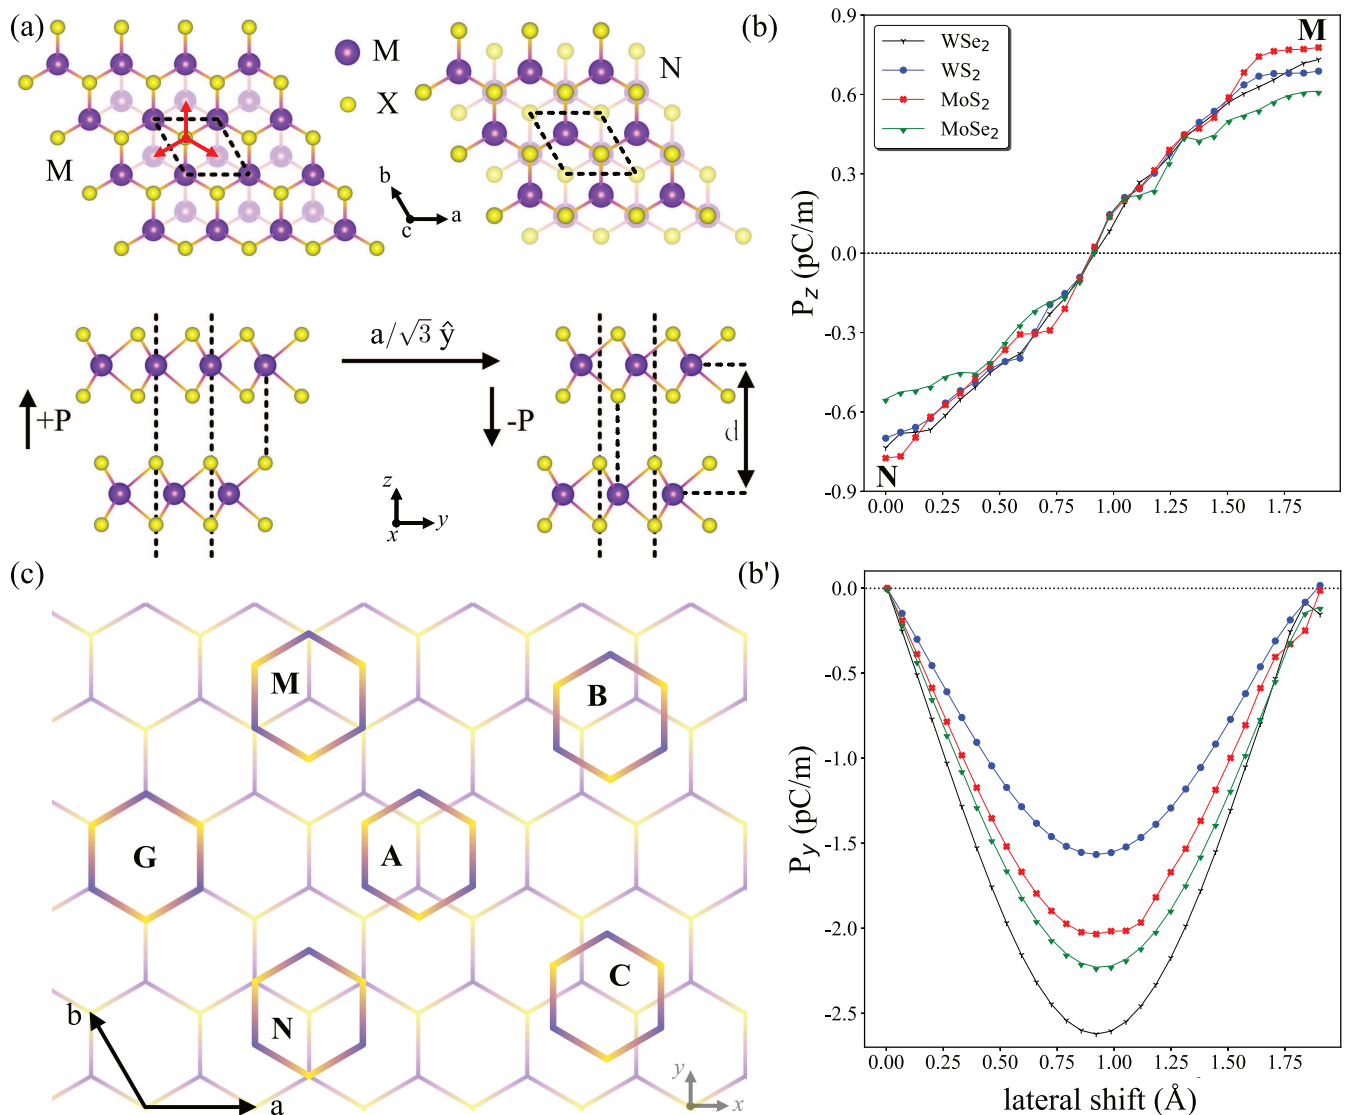 (a)
M
X
M
N
b
a
c
a/√3 ŷ
+P
-P
d
z
x
y
(b)
0.9
0.6
0.3
0.0
-0.3
-0.6
-0.9
P_z (pC/m)
WSe₂
WS₂
MoS₂
MoSe₂
M
N
0.00 0.25 0.50 0.75 1.00 1.25 1.50 1.75
(c)
M
B
G
A
N
C
b
a
y
x
(b')
0.0
-0.5
-1.0
-1.5
-2.0
-2.5
P_y (pC/m)
0.00 0.25 0.50 0.75 1.00 1.25 1.50 1.75
lateral shift (Å)